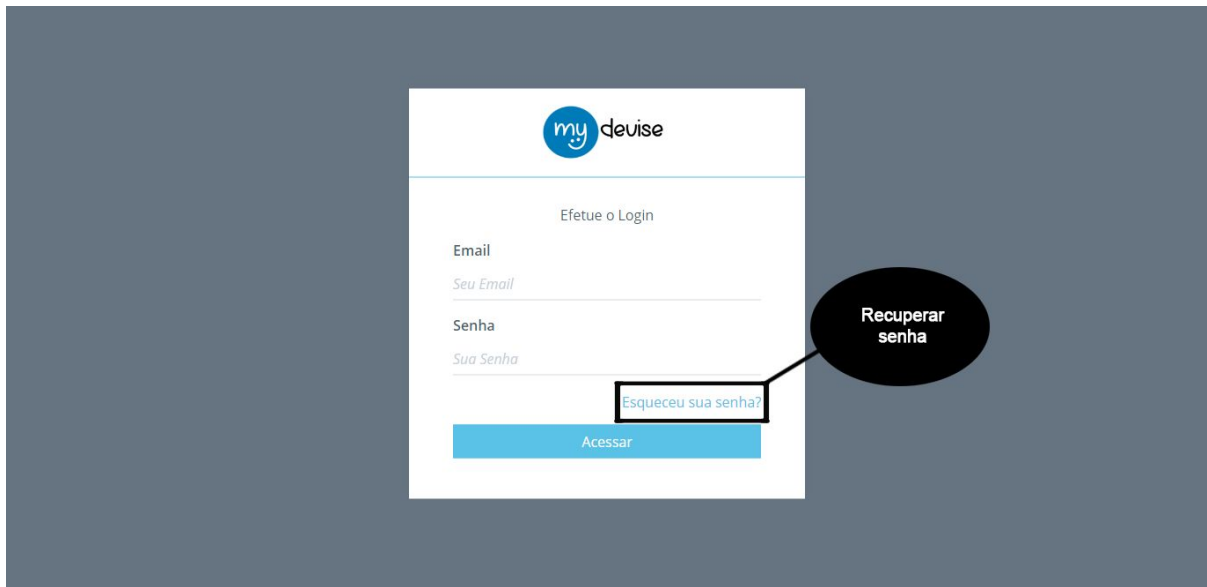 my devise
Efetue o Login
Email
Seu Email
Senha
Sua Senha
Recuperar
senha
Esqueceu sua senha?
Acessar